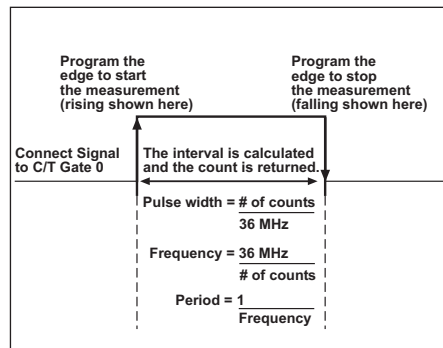 Program the
edge to start
the measurement
(rising shown here)
Program the
edge to stop
the measurement
(falling shown here)
Connect Signal
to C/T Gate 0
The interval is calculated
and the count is returned.
Pulse width = # of counts
36 MHz
Frequency = 36 MHz
# of counts
Period = 1
Frequency